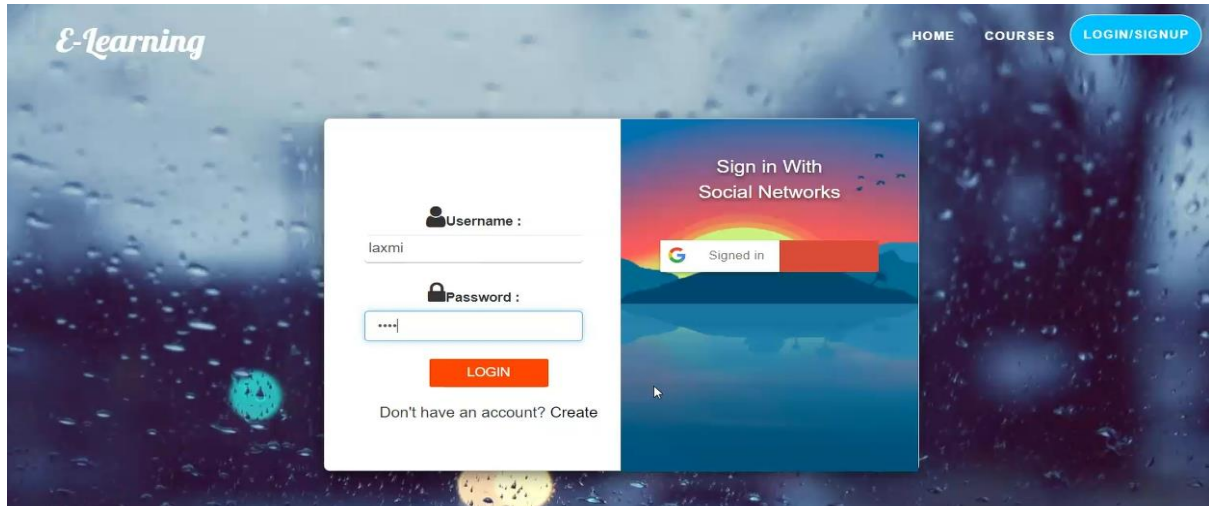 E-Learning
HOME COURSES LOGIN/SIGNUP
Username :
laxmi
Password :
••••
LOGIN
Don't have an account? Create
Sign in With
Social Networks
Signed in